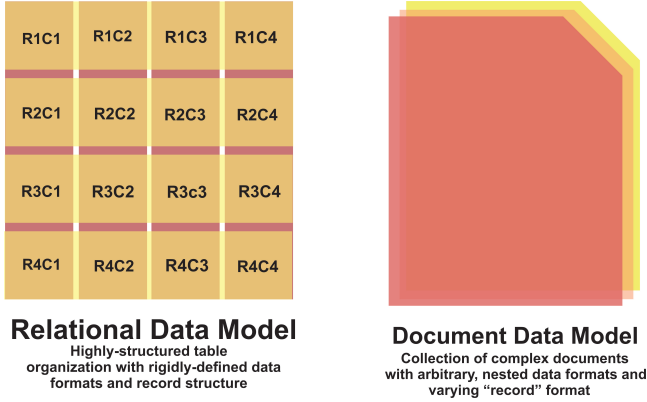 R1C1 R1C2 R1C3 R1C4
R2C1 R2C2 R2C3 R2C4
R3C1 R3C2 R3c3 R3C4
R4C1 R4C2 R4C3 R4C4
Relational Data Model
Highly-structured table
organization with rigidly-defined data
formats and record structure
Document Data Model
Collection of complex documents
with arbitrary, nested data formats and
varying “record” format